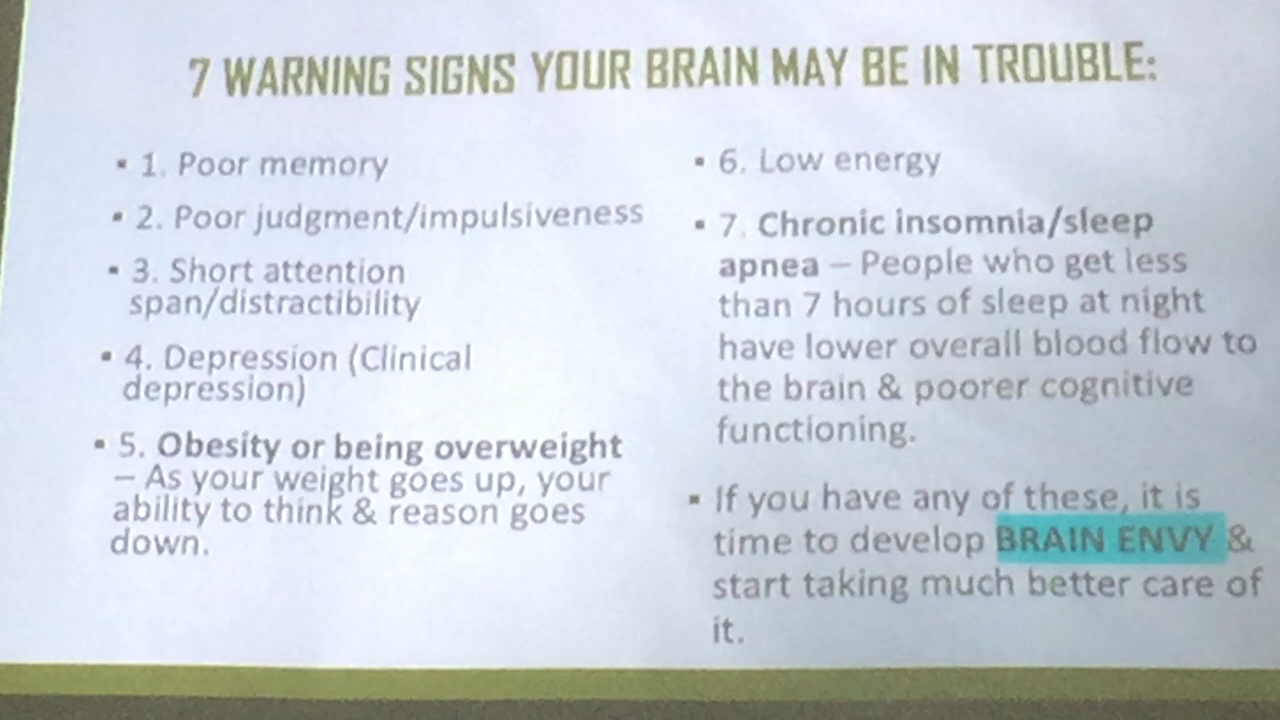 7 WARNING SIGNS YOUR BRAIN MAY BE IN TROUBLE:
▪ 1. Poor memory
▪ 2. Poor judgment/impulsiveness
▪ 3. Short attention
span/distractibility
▪ 4. Depression (Clinical
depression)
▪ 5. Obesity or being overweight
– As your weight goes up, your
ability to think & reason goes
down.
▪ 6. Low energy
▪ 7. Chronic insomnia/sleep
apnea – People who get less
than 7 hours of sleep at night
have lower overall blood flow to
the brain & poorer cognitive
functioning.
▪ If you have any of these, it is
time to develop BRAIN ENVY &
start taking much better care of
it.